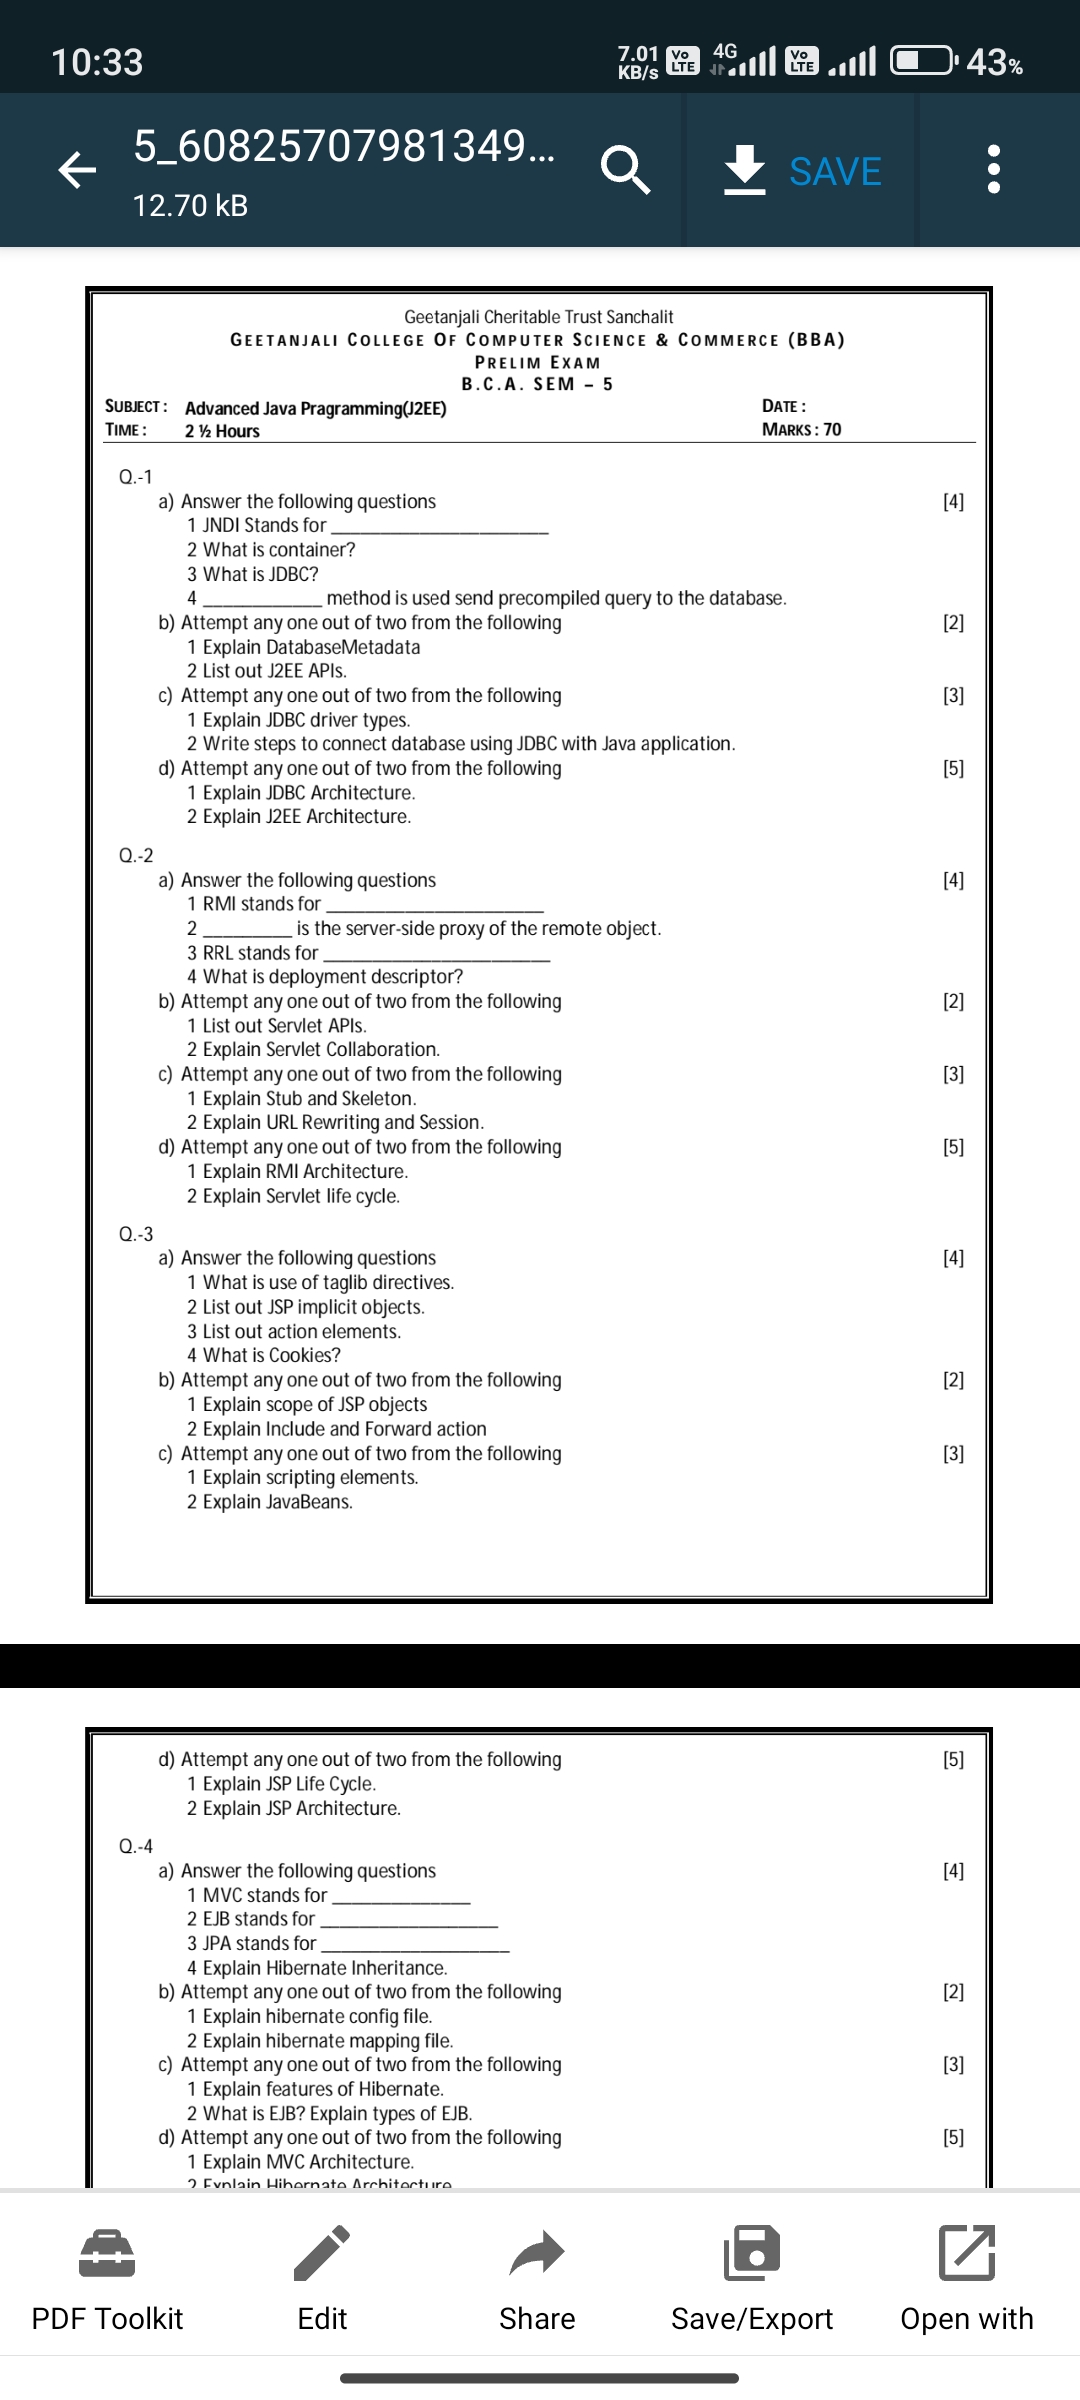 10:33
7.01 KB/s Vo LTE 4G Vo LTE 43%
5_60825707981349...
12.70 kB
SAVE
Geetanjali Cheritable Trust Sanchalit
GEETANJALI COLLEGE OF COMPUTER SCIENCE & COMMERCE (BBA)
PRELIM EXAM
B.C.A. SEM – 5
SUBJECT : Advanced Java Pragramming(J2EE) DATE :
TIME : 2 ½ Hours MARKS : 70
Q.-1
a) Answer the following questions [4]
1 JNDI Stands for ______________________
2 What is container?
3 What is JDBC?
4 ____________ method is used send precompiled query to the database.
b) Attempt any one out of two from the following [2]
1 Explain DatabaseMetadata
2 List out J2EE APIs.
c) Attempt any one out of two from the following [3]
1 Explain JDBC driver types.
2 Write steps to connect database using JDBC with Java application.
d) Attempt any one out of two from the following [5]
1 Explain JDBC Architecture.
2 Explain J2EE Architecture.
Q.-2
a) Answer the following questions [4]
1 RMI stands for ______________________
2 _________ is the server-side proxy of the remote object.
3 RRL stands for _______________________
4 What is deployment descriptor?
b) Attempt any one out of two from the following [2]
1 List out Servlet APIs.
2 Explain Servlet Collaboration.
c) Attempt any one out of two from the following [3]
1 Explain Stub and Skeleton.
2 Explain URL Rewriting and Session.
d) Attempt any one out of two from the following [5]
1 Explain RMI Architecture.
2 Explain Servlet life cycle.
Q.-3
a) Answer the following questions [4]
1 What is use of taglib directives.
2 List out JSP implicit objects.
3 List out action elements.
4 What is Cookies?
b) Attempt any one out of two from the following [2]
1 Explain scope of JSP objects
2 Explain Include and Forward action
c) Attempt any one out of two from the following [3]
1 Explain scripting elements.
2 Explain JavaBeans.
d) Attempt any one out of two from the following [5]
1 Explain JSP Life Cycle.
2 Explain JSP Architecture.
Q.-4
a) Answer the following questions [4]
1 MVC stands for ______________
2 EJB stands for __________________
3 JPA stands for ___________________
4 Explain Hibernate Inheritance.
b) Attempt any one out of two from the following [2]
1 Explain hibernate config file.
2 Explain hibernate mapping file.
c) Attempt any one out of two from the following [3]
1 Explain features of Hibernate.
2 What is EJB? Explain types of EJB.
d) Attempt any one out of two from the following [5]
1 Explain MVC Architecture.
2 Explain Hibernate Architecture
PDF Toolkit Edit Share Save/Export Open with